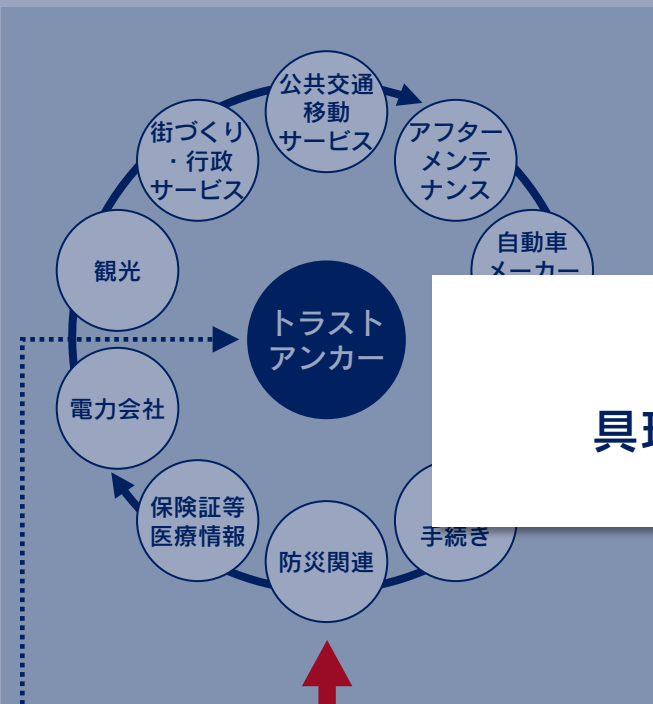 公共交通
移動
サービス
街づくり
・行政
サービス
アフター
メンテ
ナンス
観光
自動車
メーカー
トラスト
アンカー
電力会社
保険証等
医療情報
防災関連
手続き
具